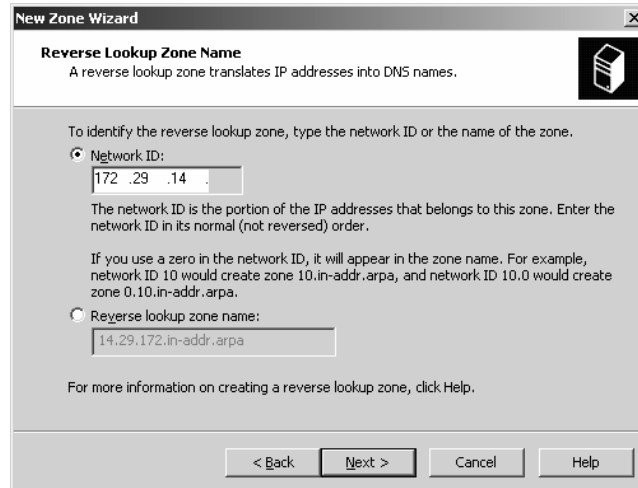 New Zone Wizard
Reverse Lookup Zone Name
A reverse lookup zone translates IP addresses into DNS names.
To identify the reverse lookup zone, type the network ID or the name of the zone.
Network ID:
172 .29 .14 .
The network ID is the portion of the IP addresses that belongs to this zone. Enter the
network ID in its normal (not reversed) order.
If you use a zero in the network ID, it will appear in the zone name. For example,
network ID 10 would create zone 10.in-addr.arpa, and network ID 10.0 would create
zone 0.10.in-addr.arpa.
Reverse lookup zone name:
14.29.172.in-addr.arpa
For more information on creating a reverse lookup zone, click Help.
< Back Next > Cancel Help